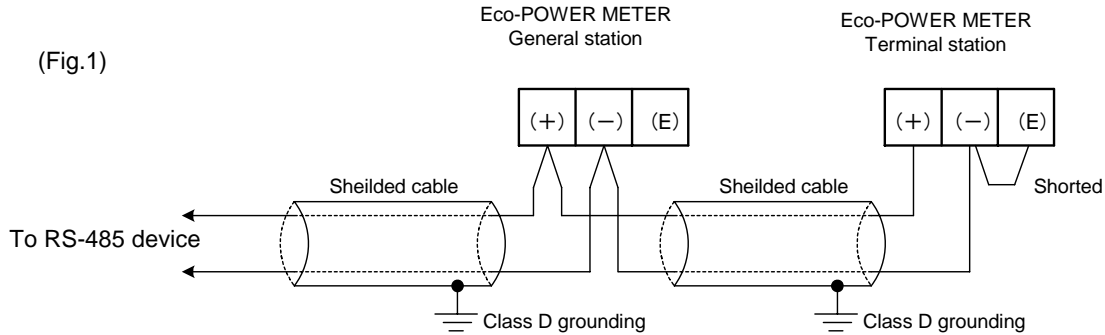 Eco-POWER METER
General station
Eco-POWER METER
Terminal station
(Fig.1)
(+) (−) (E)
(+) (−) (E)
Sheilded cable
Sheilded cable
Shorted
To RS-485 device
Class D grounding
Class D grounding